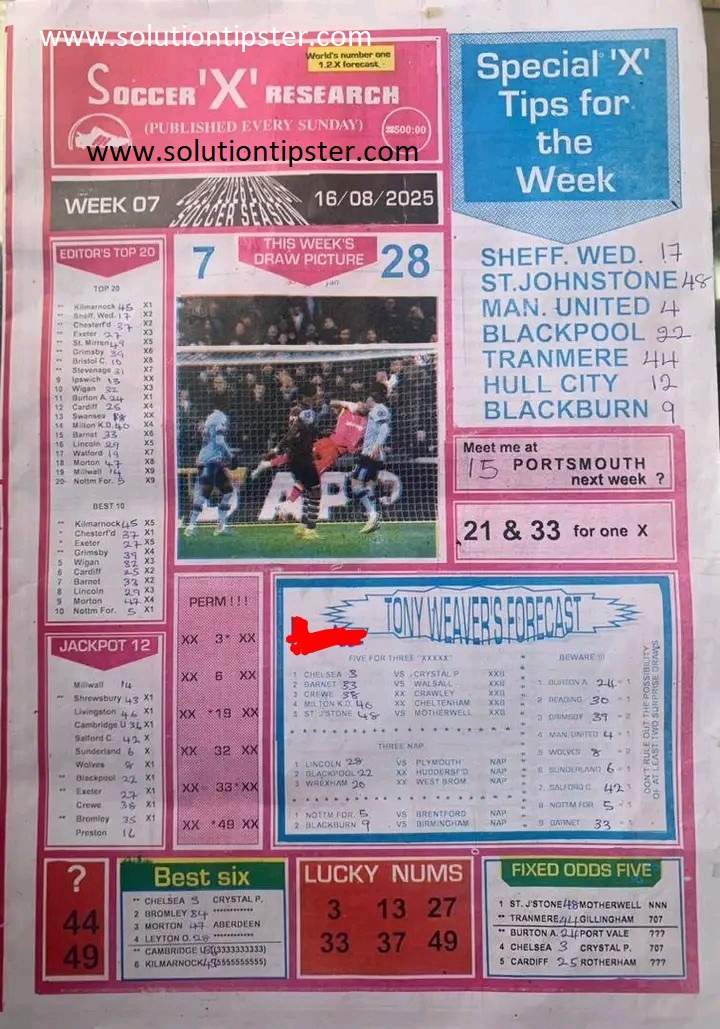 www.solutiontipster.com
World's number one
1.2.X forecast.
SOCCER 'X' RESEARCH
(PUBLISHED EVERY SUNDAY)
₦500:00
www.solutiontipster.com
WEEK 07
SOCCER SEASON
16/08/2025
Special 'X'
Tips for
the
Week
SHEFF. WED. 17
ST.JOHNSTONE 48
MAN. UNITED 4
BLACKPOOL 22
TRANMERE 44
HULL CITY 12
BLACKBURN 9
Meet me at
15 PORTSMOUTH
next week ?
21 & 33 for one X
EDITOR'S TOP 20
TOP 20
** Kilmarnock 45 X1
** Sheff. Wed. 17 X2
** Chesterf'd 37 X2
** Exeter 27 X3
** St. Mirren 49 X5
** Grimsby 39 X6
** Bristol C. 10 X8
** Stevenage 31 X7
9 Ipswich 13 XX
10 Wigan 32 XX
11 Burton A. 24 X1
12 Cardiff 25 X4
13 Swansea 18 XX
14 Milton K.D. 40 X4
15 Barnet 33 X6
16 Lincoln 29 X5
17 Watford 19 X7
18 Morton 47 X8
19 Millwall 14 X9
20 Nottm For. 5 X9
BEST 10
** Kilmarnock 45 X5
* Chesterf'd 37 X1
* Exeter 27 X5
** Grimsby 39 X4
5 Wigan 32 X3
6 Cardiff 25 X2
7 Barnet 33 X2
8 Lincoln 29 X3
9 Morton 47 X4
10 Nottm For. 5 X1
THIS WEEK'S
DRAW PICTURE
7 28
APP
JACKPOT 12
Millwall 14
** Shrewsbury 43 X1
Livingston 46 X1
Cambridge U 36 X1
Salford C. 42 X
Sunderland 6 X
Wolves 8 X1
** Blackpool 22 X1
** Exeter 27 X1
Crewe 38 X1
** Bromley 35 X1
Preston 16
PERM !!!
XX 3* XX
XX 6 XX
XX *19 XX
XX 32 XX
XX 33* XX
XX *49 XX
TONY WEAVER'S FORECAST
FIVE FOR THREE "XXXXX"
1 CHELSEA 3 VS CRYSTAL P XXB
2 BARNET 33 VS WALSALL XXB
3 CREWE 38 XX CRAWLEY XXB
4 MILTON K.D. 40 XX CHELTENHAM XXB
5 ST. J'STONE 48 VS MOTHERWELL XXB
THREE NAP
1 LINCOLN 29 VS PLYMOUTH NAP
2 BLACKPOOL 22 XX HUDDERSF'D NAP
3 WREXHAM 20 XX WEST BROM. NAP
1 NOTTM FOR. 5 VS BRENTFORD NAP
2 BLACKBURN 9 VS BIRMINGHAM NAP
BEWARE !!!
1. BURTON A. 24 - 1
2 READING 30 - 1
3 GRIMSBY 39 - 2
4 MAN. UNITED 4 - 1
5 WOLVES 8 - 2
6 SUNDERLAND 6 - 1
7 SALFORD C. 42
8 NOTTM FOR 5 - 1
9 BARNET 33 - 1
DON'T RULE OUT THE POSSIBILITY
OF AT LEAST TWO SURPRISE DRAWS
?
44
49
Best six
** CHELSEA 3 CRYSTAL P.
2 BROMLEY 34 ************
3 MORTON 47 ABERDEEN
4 LEYTON O. 28 ************
** CAMBRIDGE U (3333333333)
6 KILMARNOCK 45 (5555555555)
LUCKY NUMS
3 13 27
33 37 49
FIXED ODDS FIVE
1 ST. J'STONE 48 MOTHERWELL NNN
** TRANMERE 44 GILLINGHAM 707
** BURTON A. 24 PORT VALE ???
4 CHELSEA 3 CRYSTAL P. 707
5 CARDIFF 25 ROTHERHAM ???